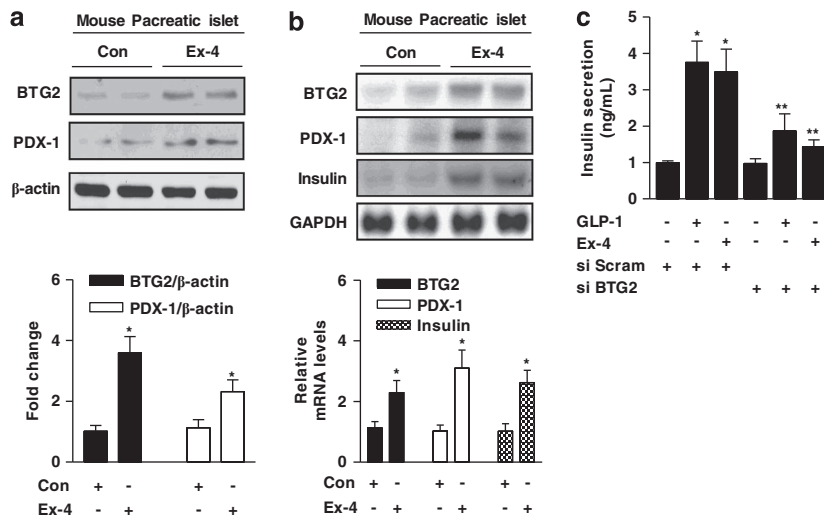 a
Mouse Pacreatic islet
Con Ex-4
BTG2
PDX-1
β-actin
6
4
2
0
Fold change
BTG2/β-actin
PDX-1/β-actin
* *
Con + - + -
Ex-4 - + - +
b
Mouse Pacreatic islet
Con Ex-4
BTG2
PDX-1
Insulin
GAPDH
6
4
2
0
Relative
mRNA levels
BTG2
PDX-1
Insulin
* * *
Con + - + - + -
Ex-4 - + - + - +
c
Insulin secretion
(ng/mL)
5
4
3
2
1
0
* * ** **
GLP-1 - + - - + -
Ex-4 - - + - - +
si Scram + + +
si BTG2 + + +